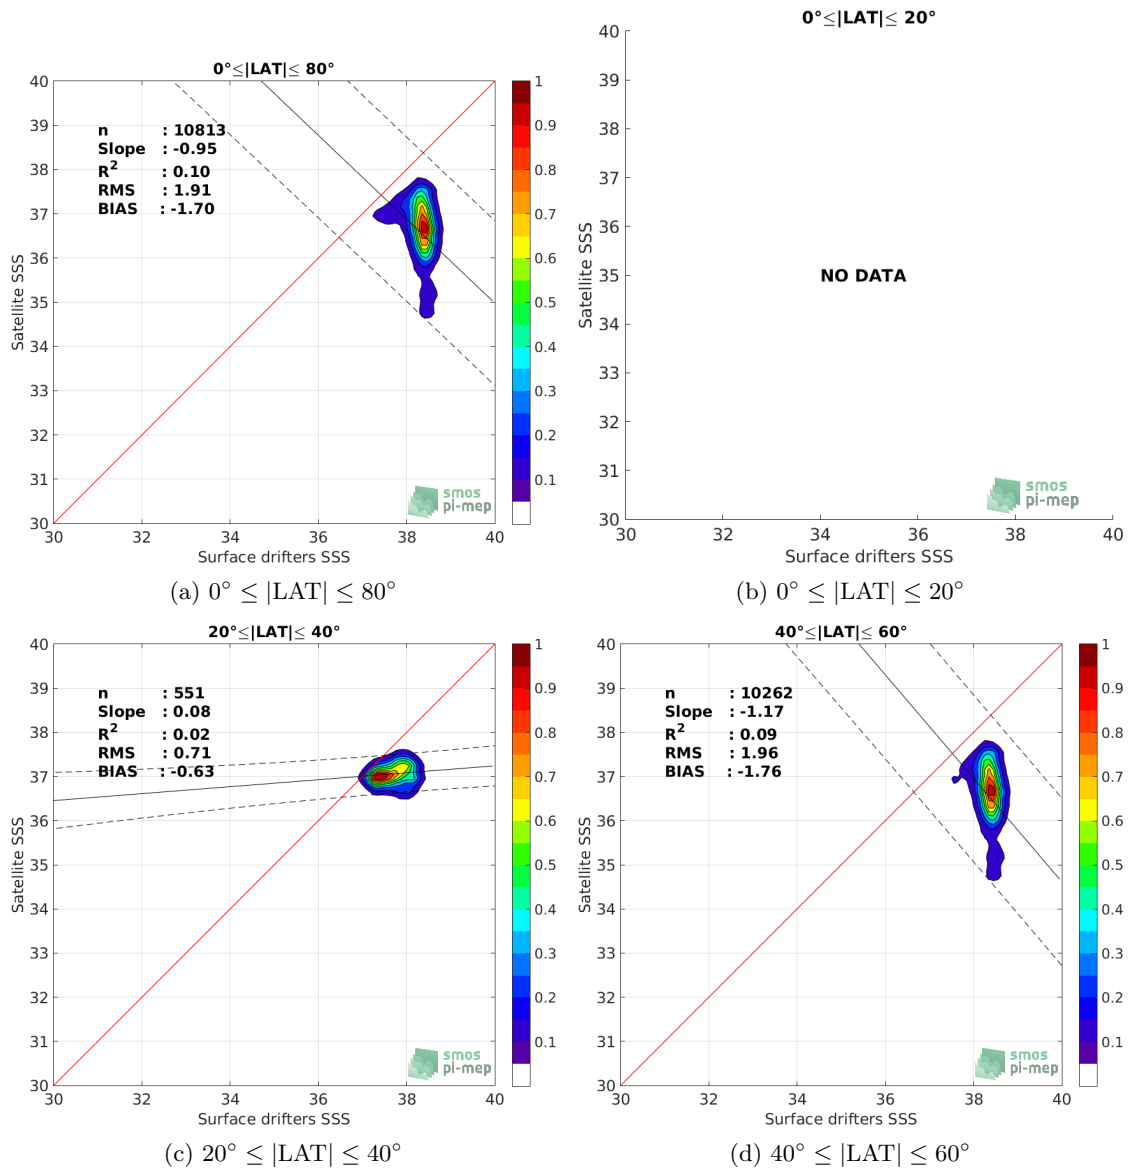 0°≤|LAT|≤ 80°
40
39
38
37
36
35
34
33
32
31
30
Satellite SSS
n : 10813
Slope : -0.95
R2 : 0.10
RMS : 1.91
BIAS : -1.70
30 32 34 36 38 40
Surface drifters SSS
1
0.9
0.8
0.7
0.6
0.5
0.4
0.3
0.2
0.1
smos
pi-mep
(a) 0° ≤ |LAT| ≤ 80°
0°≤|LAT|≤ 20°
40
39
38
37
36
35
34
33
32
31
30
Satellite SSS
NO DATA
30 32 34 36 38 40
Surface drifters SSS
smos
pi-mep
(b) 0° ≤ |LAT| ≤ 20°
20°≤|LAT|≤ 40°
40
39
38
37
36
35
34
33
32
31
30
Satellite SSS
n : 551
Slope : 0.08
R2 : 0.02
RMS : 0.71
BIAS : -0.63
30 32 34 36 38 40
Surface drifters SSS
1
0.9
0.8
0.7
0.6
0.5
0.4
0.3
0.2
0.1
smos
pi-mep
(c) 20° ≤ |LAT| ≤ 40°
40°≤|LAT|≤ 60°
40
39
38
37
36
35
34
33
32
31
30
Satellite SSS
n : 10262
Slope : -1.17
R2 : 0.09
RMS : 1.96
BIAS : -1.76
30 32 34 36 38 40
Surface drifters SSS
1
0.9
0.8
0.7
0.6
0.5
0.4
0.3
0.2
0.1
smos
pi-mep
(d) 40° ≤ |LAT| ≤ 60°